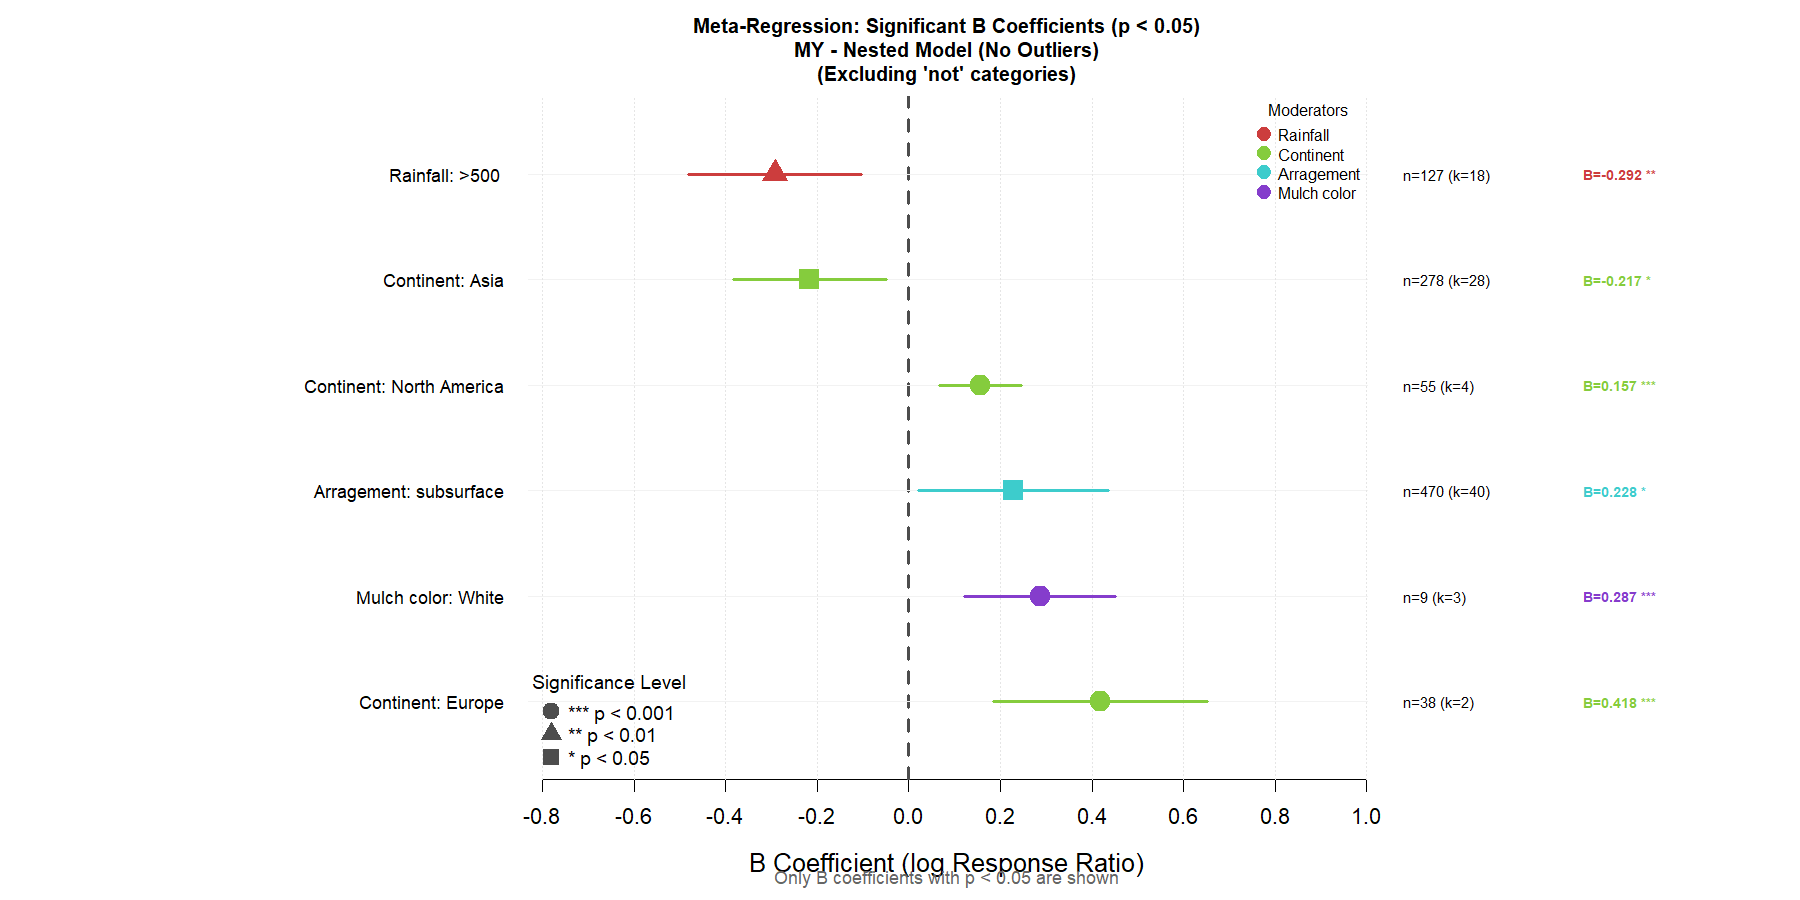 Meta-Regression: Significant B Coefficients (p < 0.05)
MY - Nested Model (No Outliers)
(Excluding 'not' categories)
Moderators
Rainfall
Continent
Arragement
Mulch color
Rainfall: >500 n=127 (k=18) B=-0.292 **
Continent: Asia n=278 (k=28) B=-0.217 *
Continent: North America n=55 (k=4) B=0.157 ***
Arragement: subsurface n=470 (k=40) B=0.228 *
Mulch color: White n=9 (k=3) B=0.287 ***
Continent: Europe n=38 (k=2) B=0.418 ***
Significance Level
*** p < 0.001
** p < 0.01
* p < 0.05
-0.8 -0.6 -0.4 -0.2 0.0 0.2 0.4 0.6 0.8 1.0
B Coefficient (log Response Ratio)
Only B coefficients with p < 0.05 are shown